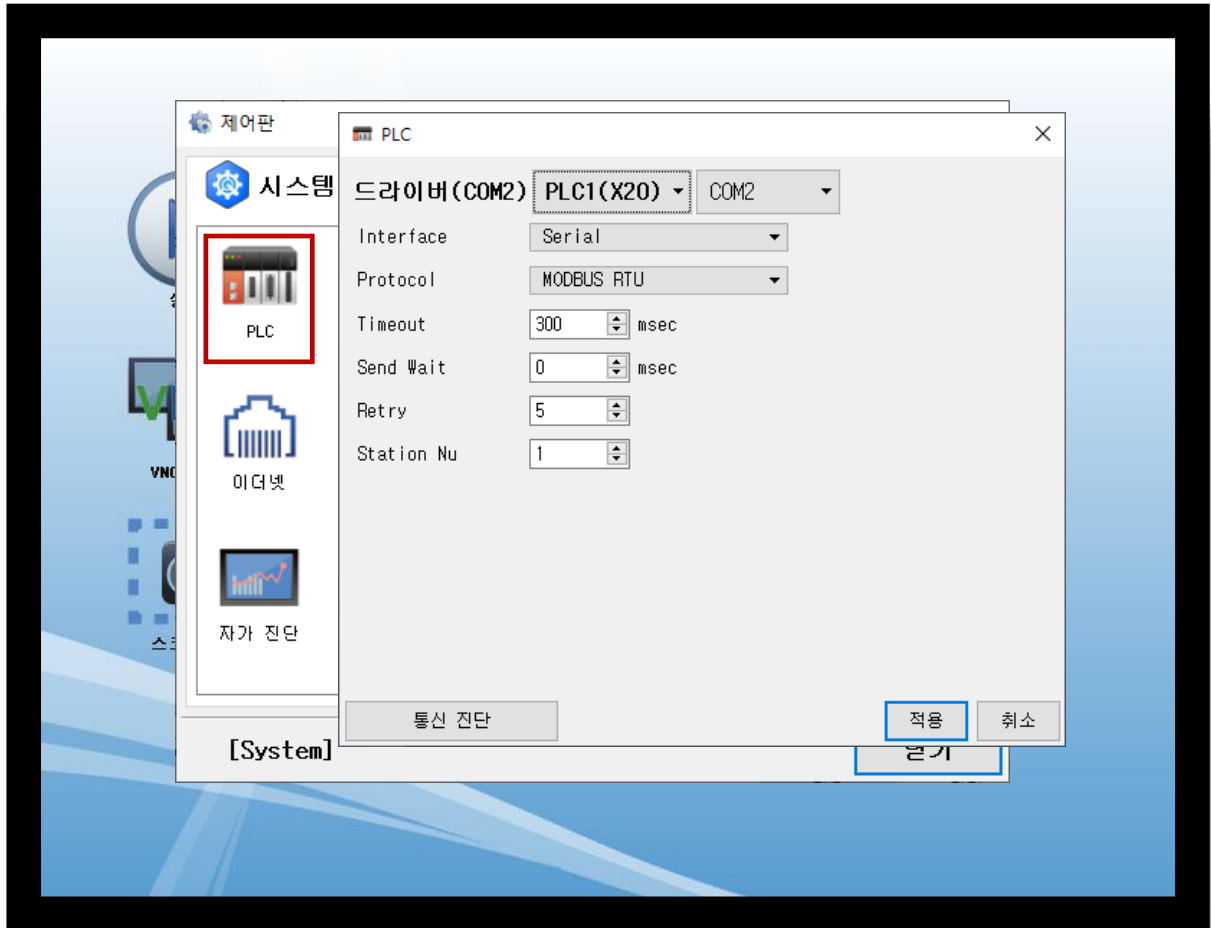 제어판
PLC
시스템
드라이버(COM2) PLC1(X20) COM2
Interface Serial
Protocol MODBUS RTU
Timeout 300 msec
Send Wait 0 msec
Retry 5
Station Nu 1
PLC
이더넷
자가 진단
통신 진단 적용 취소
[System] 닫기